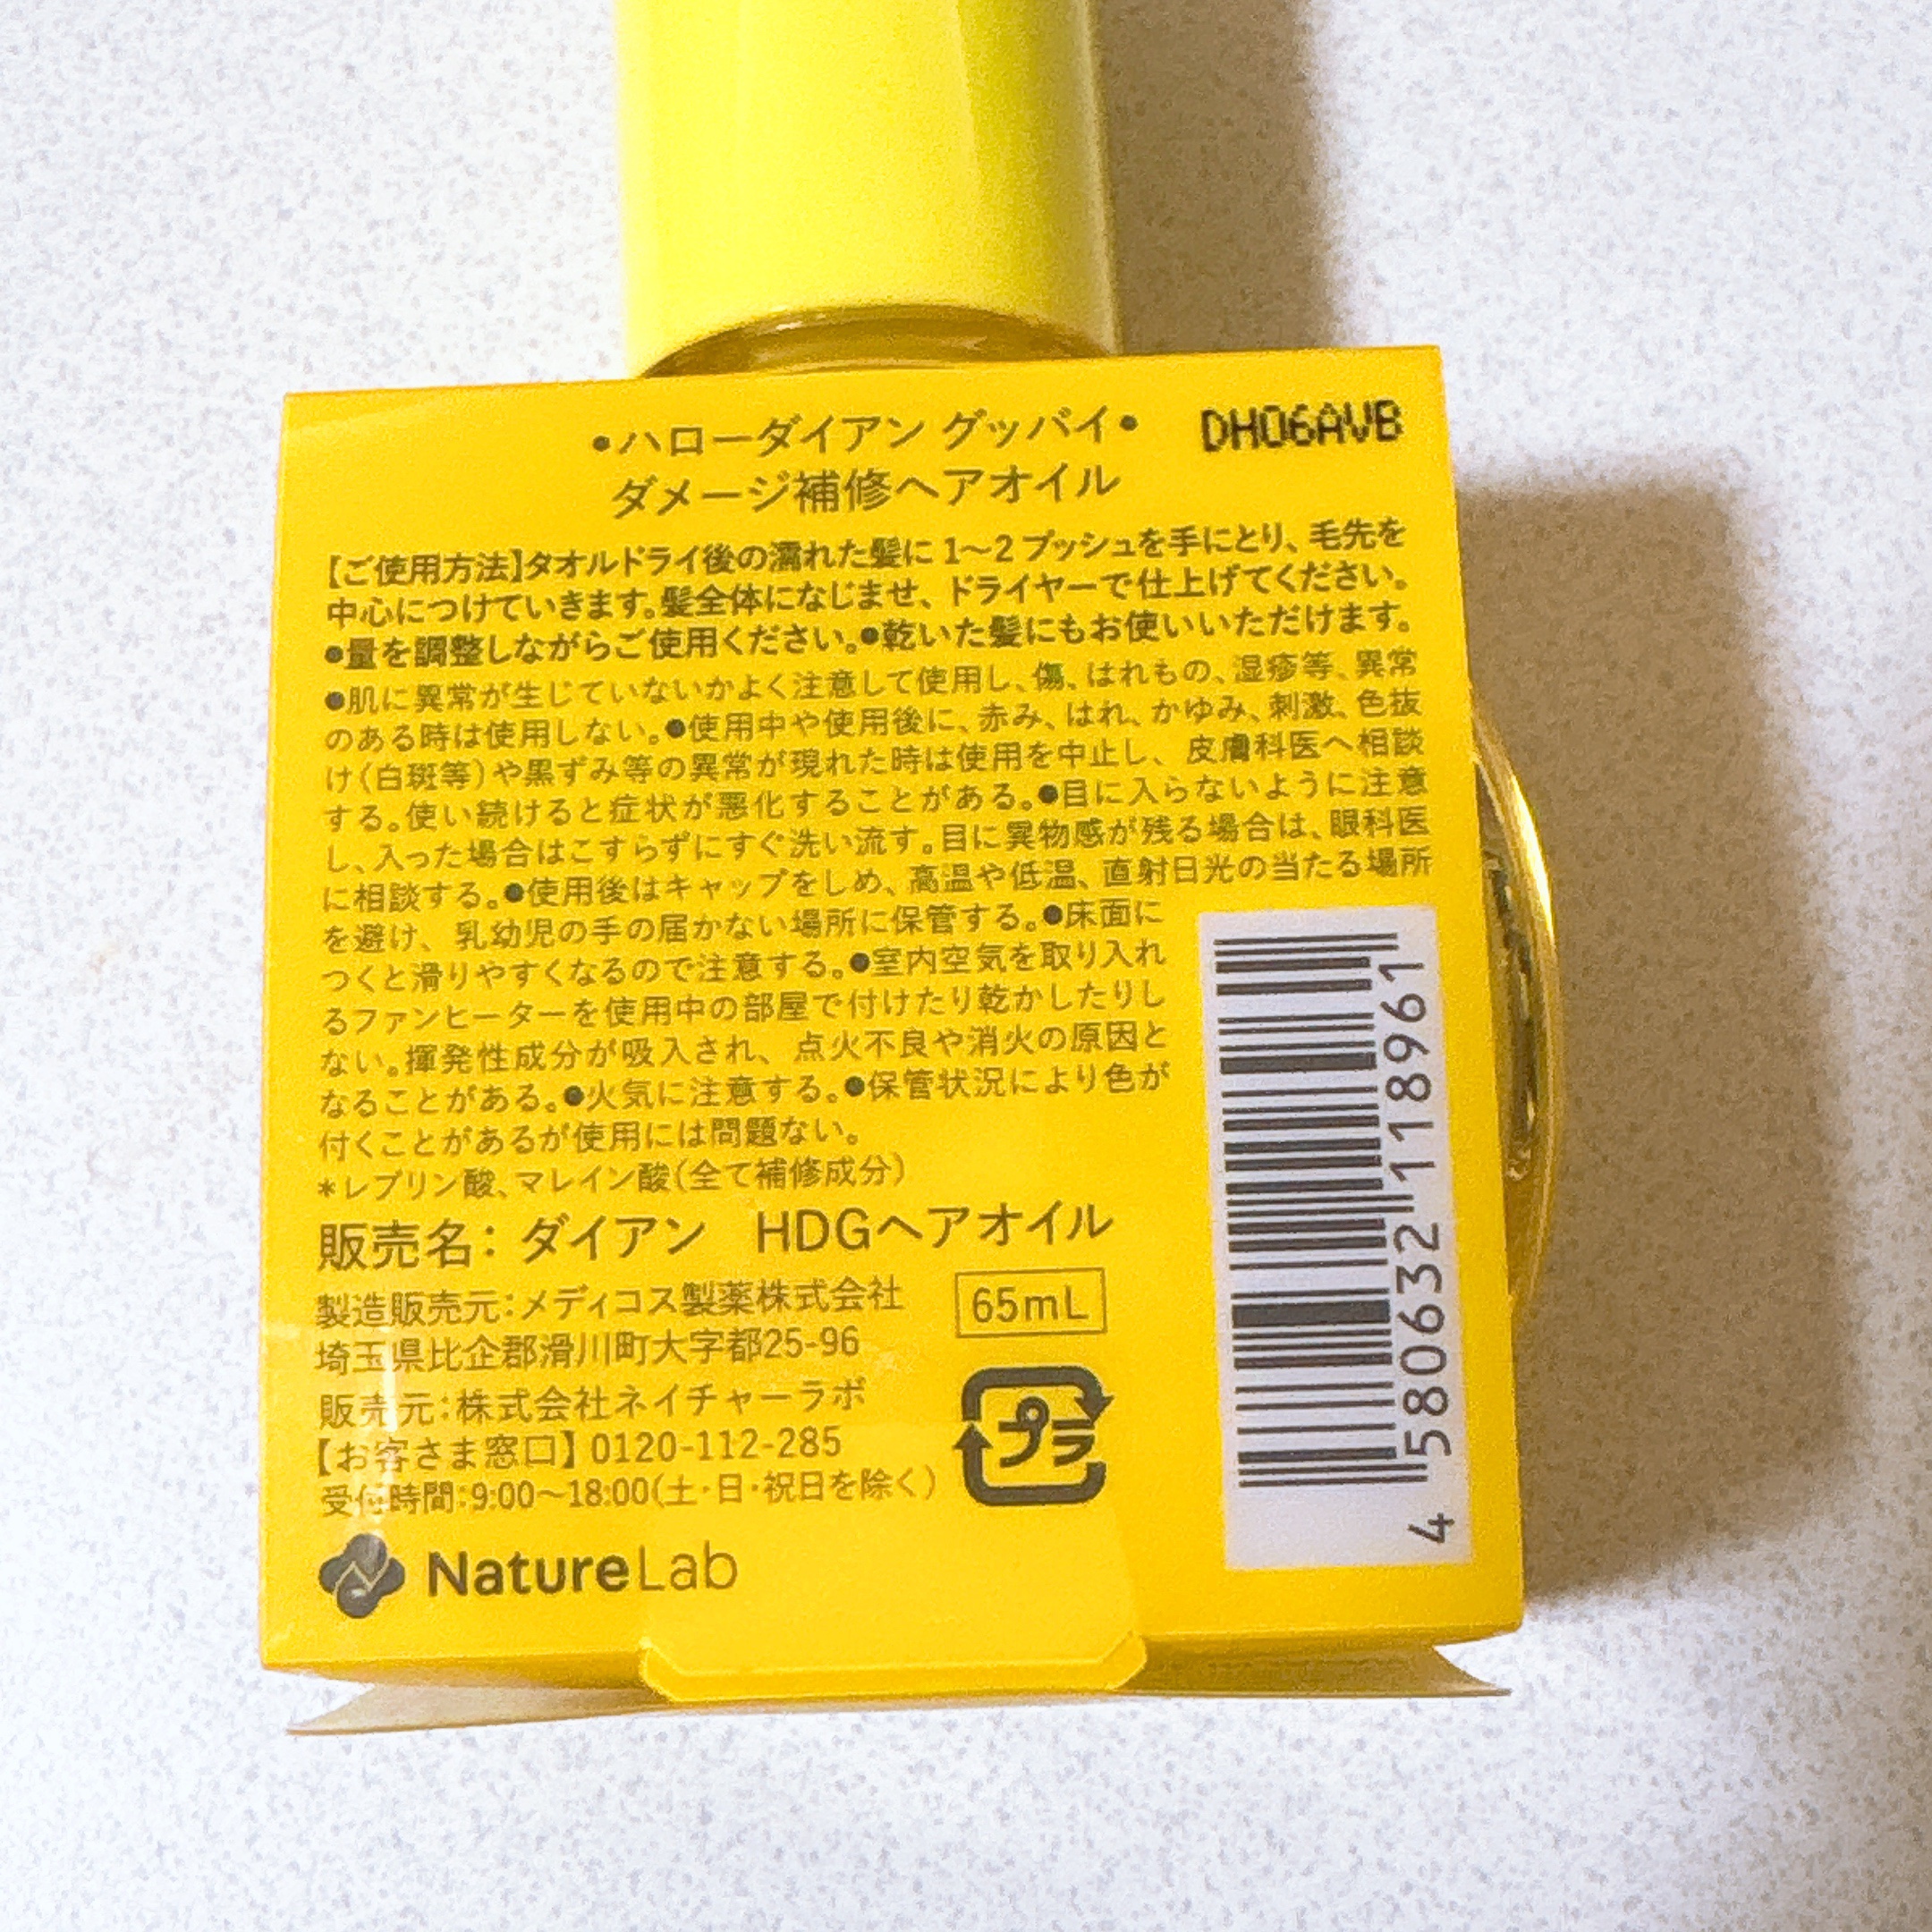 •ハローダイアン グッバイ•
DH06AVB
ダメージ補修ヘアオイル
【ご使用方法】タオルドライ後の濡れた髪に 1〜2 プッシュを手にとり、毛先を
中心につけていきます。髪全体になじませ、ドライヤーで仕上げてください。
●量を調整しながらご使用ください。●乾いた髪にもお使いいただけます。
●肌に異常が生じていないかよく注意して使用し、傷、はれもの、湿疹等、異常
のある時は使用しない。●使用中や使用後に、赤み、はれ、かゆみ、刺激、色抜
け（白斑等）や黒ずみ等の異常が現れた時は使用を中止し、皮膚科医へ相談
する。使い続けると症状が悪化することがある。●目に入らないように注意
し、入った場合はこすらずにすぐ洗い流す。目に異物感が残る場合は、眼科医
に相談する。●使用後はキャップをしめ、高温や低温、直射日光の当たる場所
を避け、乳幼児の手の届かない場所に保管する。●床面に
つくと滑りやすくなるので注意する。●室内空気を取り入れ
るファンヒーターを使用中の部屋で付けたり乾かしたりし
ない。揮発性成分が吸入され、点火不良や消火の原因と
なることがある。●火気に注意する。●保管状況により色が
付くことがあるが使用には問題ない。
＊レブリン酸、マレイン酸（全て補修成分）
販売名：ダイアン　HDGヘアオイル
製造販売元：メディコス製薬株式会社
埼玉県比企郡滑川町大字都25-96
65mL
販売元：株式会社ネイチャーラボ
【お客さま窓口】0120-112-285
受付時間：9:00〜18:00（土・日・祝日を除く）
プラ
NatureLab
4 580632 118961